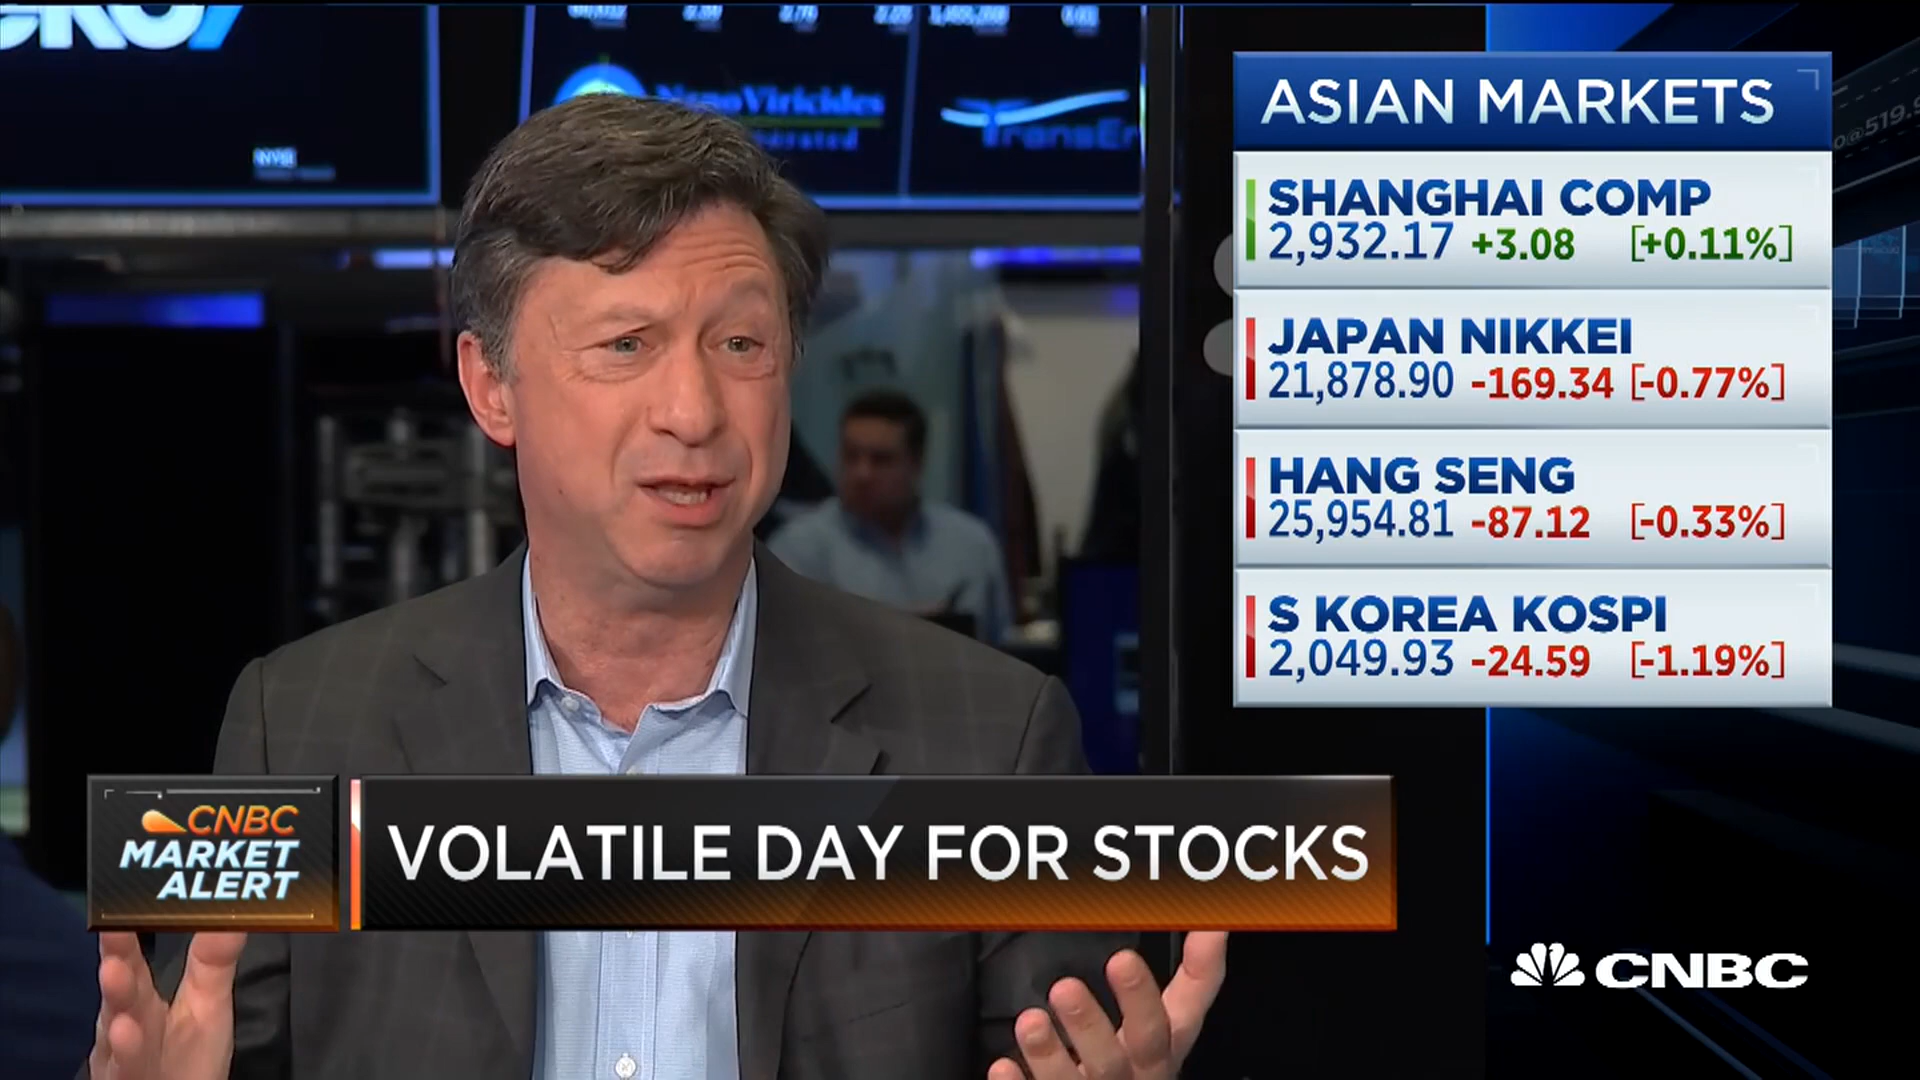 NYSE
NanoViricides
ASIAN MARKETS
SHANGHAI COMP
2,932.17 +3.08 [+0.11%]
JAPAN NIKKEI
21,878.90 -169.34 [-0.77%]
HANG SENG
25,954.81 -87.12 [-0.33%]
S KOREA KOSPI
2,049.93 -24.59 [-1.19%]
CNBC
MARKET
ALERT
VOLATILE DAY FOR STOCKS
CNBC